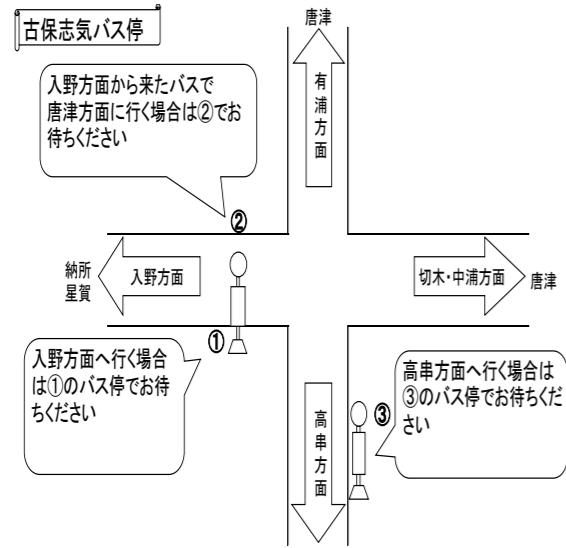 古保志気バス停
唐津
入野方面から来たバスで
唐津方面に行く場合は②でお
待ちください
有浦方面
②
納所
星賀
入野方面
切木・中浦方面
唐津
①
入野方面へ行く場合
は①のバス停でお待
ちください
高串方面
③
高串方面へ行く場合は
③のバス停でお待ちくだ
さい